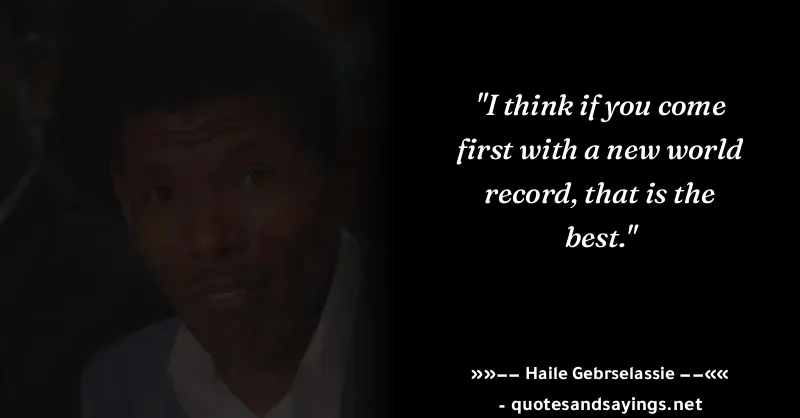 "I think if you come
first with a new world
record, that is the
best."
»»−− Haile Gebrselassie −−««
- quotesandsayings.net